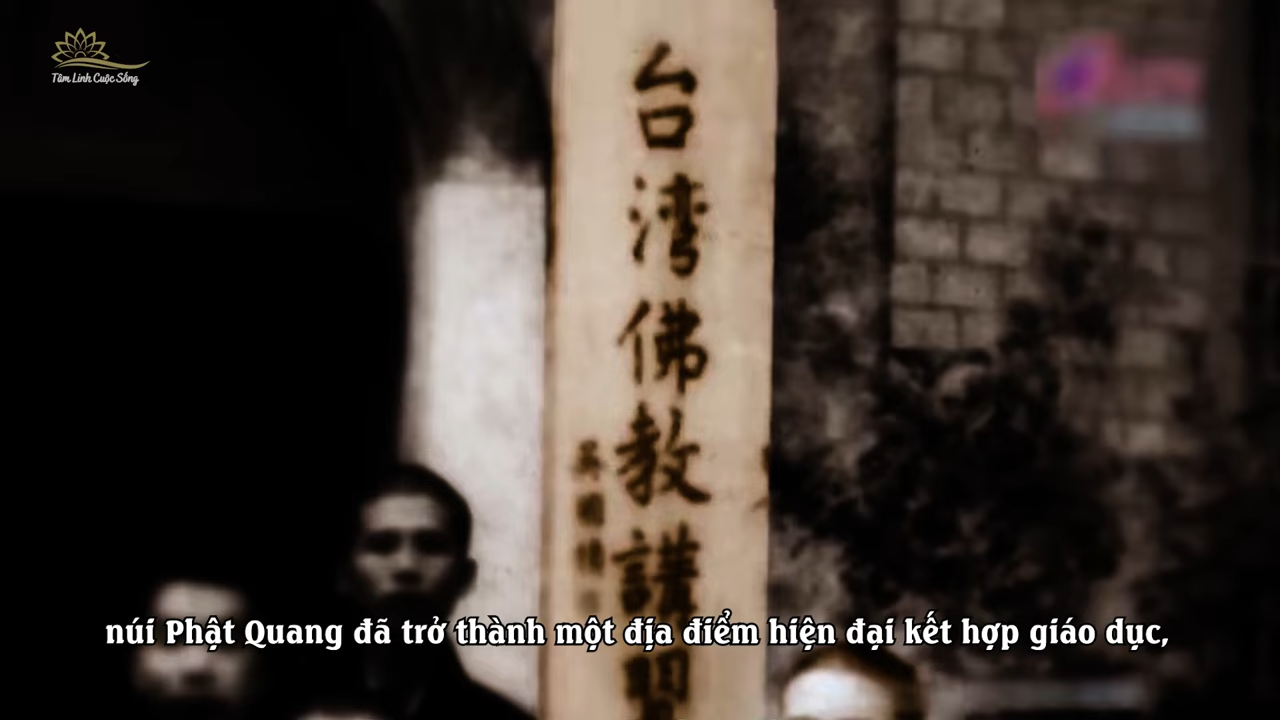 Tâm Linh Cuộc Sống
台湾佛教講習
núi Phật Quang đã trở thành một địa điểm hiện đại kết hợp giáo dục,